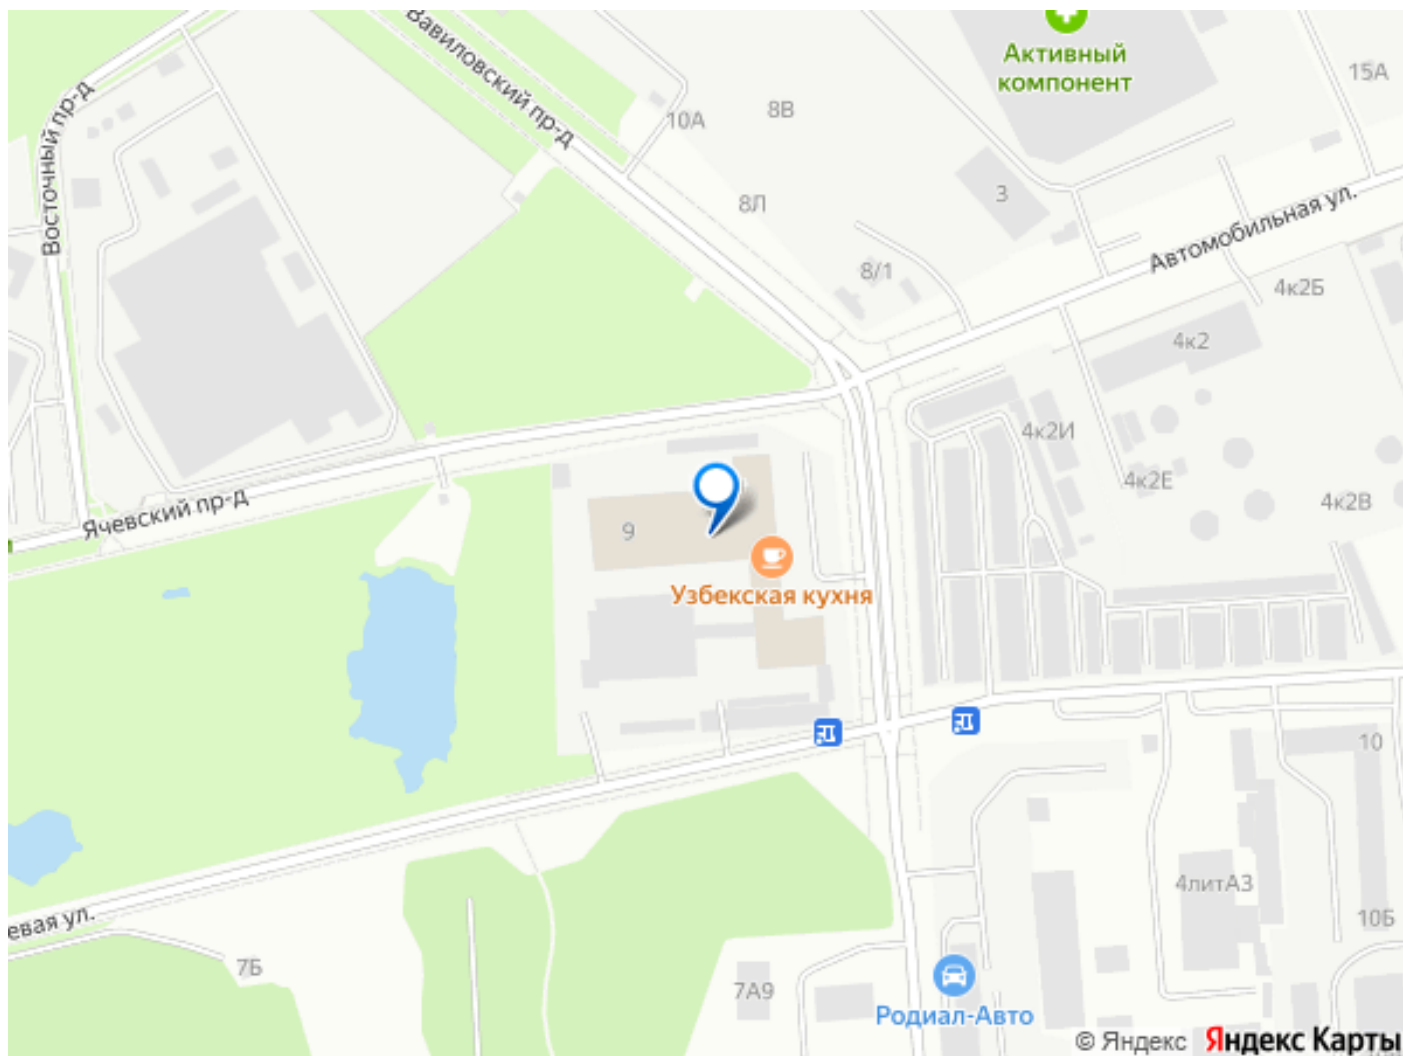 Вавиловский пр-д
Активный
компонент
15А
Восточный пр-д
10А
8В
3
8Л
Автомобильная ул.
8/1
4к2Б
4к2
4к2И
4к2Е
4к2В
Ячевский пр-д
9
Узбекская кухня
10
4литА3
10Б
евая ул.
7Б
7А9
Родиал-Авто
© Яндекс Яндекс Карты